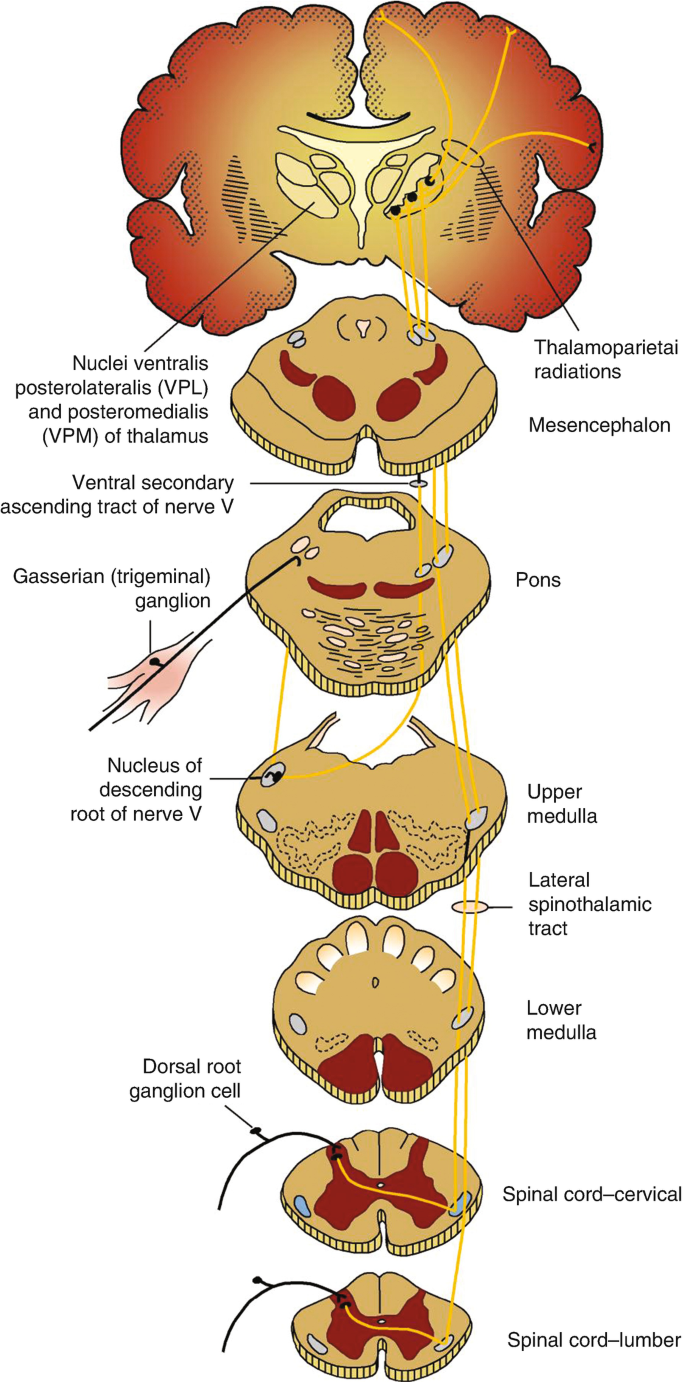 Nuclei ventralis
posterolateralis (VPL)
and posteromedialis
(VPM) of thalamus
Thalamoparietai
radiations
Mesencephalon
Ventral secondary
ascending tract of nerve V
Gasserian (trigeminal)
ganglion
Pons
Nucleus of
descending
root of nerve V
Upper
medulla
Lateral
spinothalamic
tract
Lower
medulla
Dorsal root
ganglion cell
Spinal cord–cervical
Spinal cord–lumber